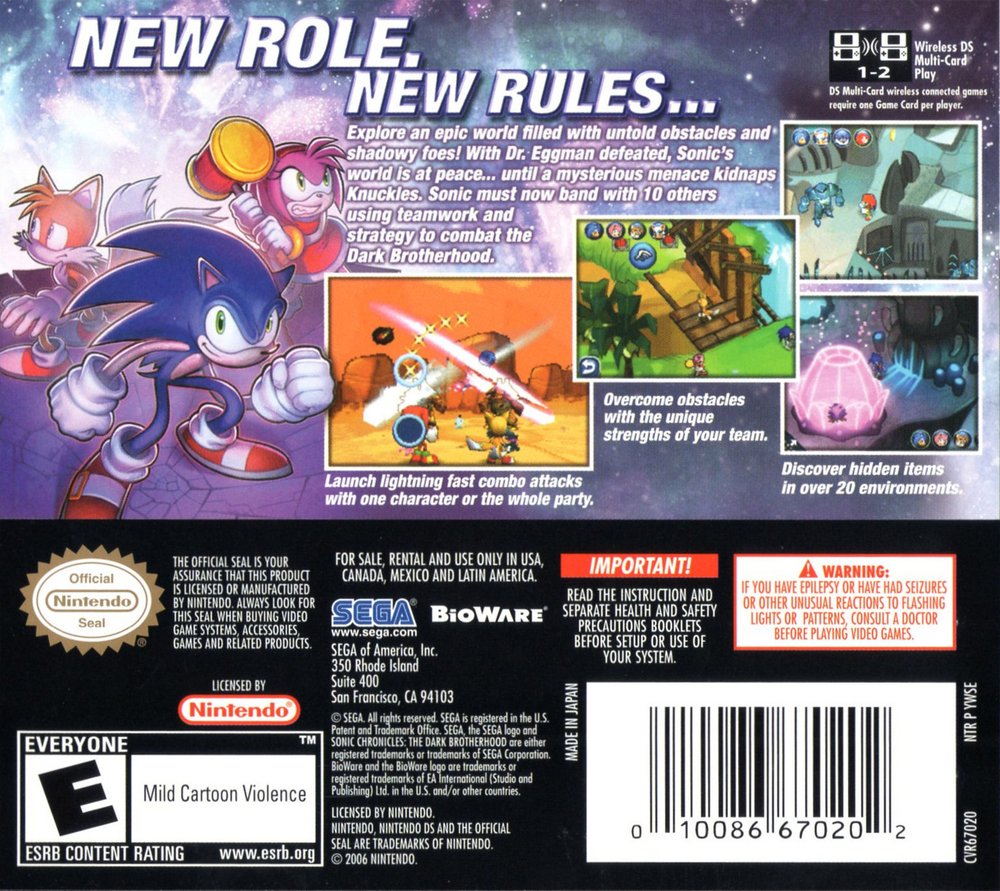 NEW ROLE.
NEW RULES...
1-2
Wireless DS
Multi-Card
Play
DS Multi-Card wireless connected games
require one Game Card per player.
Explore an epic world filled with untold obstacles and
shadowy foes! With Dr. Eggman defeated, Sonic's
world is at peace... until a mysterious menace kidnaps
Knuckles. Sonic must now band with 10 others
using teamwork and
strategy to combat the
Dark Brotherhood.
Launch lightning fast combo attacks
with one character or the whole party.
Overcome obstacles
with the unique
strengths of your team.
Discover hidden items
in over 20 environments.
Official
Nintendo
Seal
®
THE OFFICIAL SEAL IS YOUR
ASSURANCE THAT THIS PRODUCT
IS LICENSED OR MANUFACTURED
BY NINTENDO. ALWAYS LOOK FOR
THIS SEAL WHEN BUYING VIDEO
GAME SYSTEMS, ACCESSORIES,
GAMES AND RELATED PRODUCTS.
LICENSED BY
Nintendo®
EVERYONE
TM
E
Mild Cartoon Violence
ESRB CONTENT RATING www.esrb.org
FOR SALE, RENTAL AND USE ONLY IN USA,
CANADA, MEXICO AND LATIN AMERICA.
SEGA® BIOWARE®
www.sega.com
SEGA of America, Inc.
350 Rhode Island
Suite 400
San Francisco, CA 94103
© SEGA. All rights reserved. SEGA is registered in the U.S.
Patent and Trademark Office. SEGA, the SEGA logo and
SONIC CHRONICLES: THE DARK BROTHERHOOD are either
registered trademarks or trademarks of SEGA Corporation.
BioWare and the BioWare logo are trademarks or
registered trademarks of EA International (Studio and
Publishing) Ltd. in the U.S. and/or other countries.
LICENSED BY NINTENDO.
NINTENDO, NINTENDO DS AND THE OFFICIAL
SEAL ARE TRADEMARKS OF NINTENDO.
© 2006 NINTENDO.
IMPORTANT!
READ THE INSTRUCTION AND
SEPARATE HEALTH AND SAFETY
PRECAUTIONS BOOKLETS
BEFORE SETUP OR USE OF
YOUR SYSTEM.
WARNING:
IF YOU HAVE EPILEPSY OR HAVE HAD SEIZURES
OR OTHER UNUSUAL REACTIONS TO FLASHING
LIGHTS OR PATTERNS, CONSULT A DOCTOR
BEFORE PLAYING VIDEO GAMES.
MADE IN JAPAN
0 10086 67020 2
NTR P YWSE
CVR67020